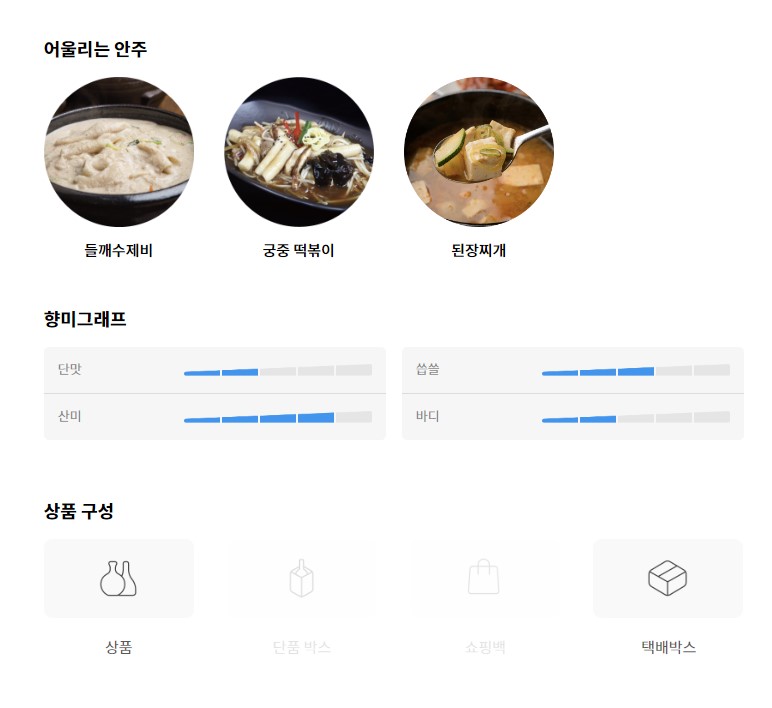 어울리는 안주
들깨수제비 궁중 떡볶이 된장찌개
향미그래프
단맛 씁쓸
산미 바디
상품 구성
상품 단품 박스 쇼핑백 택배박스